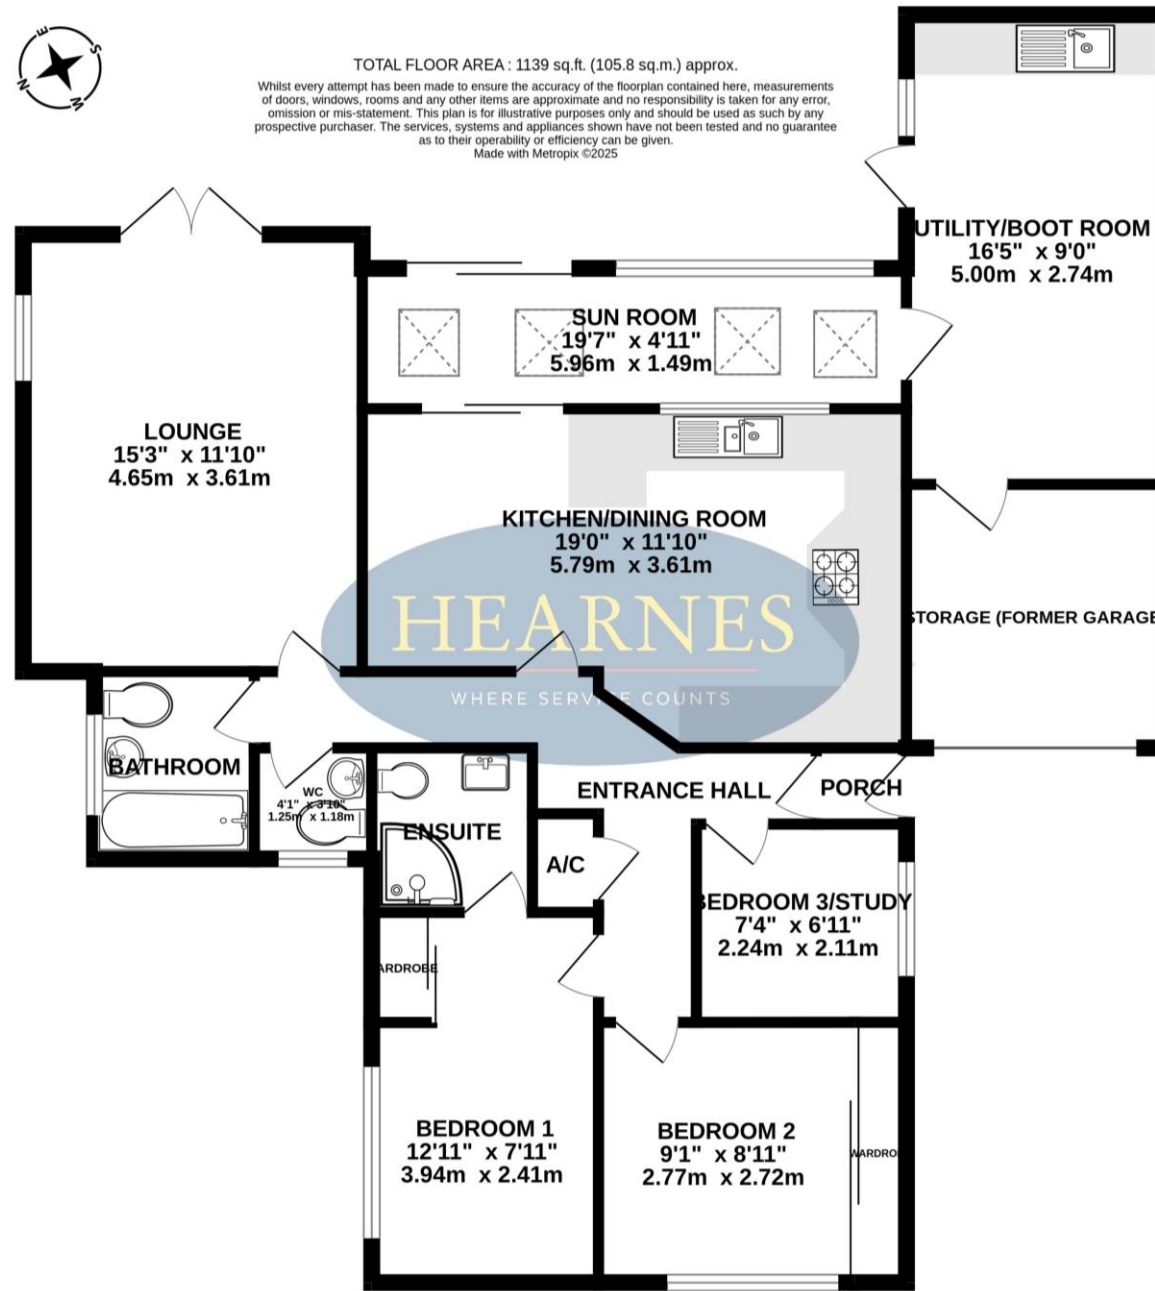 E
S
N
W
TOTAL FLOOR AREA : 1139 sq.ft. (105.8 sq.m.) approx.
Whilst every attempt has been made to ensure the accuracy of the floorplan contained here, measurements
of doors, windows, rooms and any other items are approximate and no responsibility is taken for any error,
omission or mis-statement. This plan is for illustrative purposes only and should be used as such by any
prospective purchaser. The services, systems and appliances shown have not been tested and no guarantee
as to their operability or efficiency can be given.
Made with Metropix ©2025
UTILITY/BOOT ROOM
16'5" x 9'0"
5.00m x 2.74m
SUN ROOM
19'7" x 4'11"
5.96m x 1.49m
LOUNGE
15'3" x 11'10"
4.65m x 3.61m
KITCHEN/DINING ROOM
19'0" x 11'10"
5.79m x 3.61m
HEARNES
WHERE SERVICE COUNTS
STORAGE (FORMER GARAGE
BATHROOM
WC
4'1" x 3'10"
1.25m x 1.18m
ENSUITE
ENTRANCE HALL
PORCH
A/C
BEDROOM 3/STUDY
7'4" x 6'11"
2.24m x 2.11m
ARDROBE
BEDROOM 1
12'11" x 7'11"
3.94m x 2.41m
BEDROOM 2
9'1" x 8'11"
2.77m x 2.72m
WARDRO